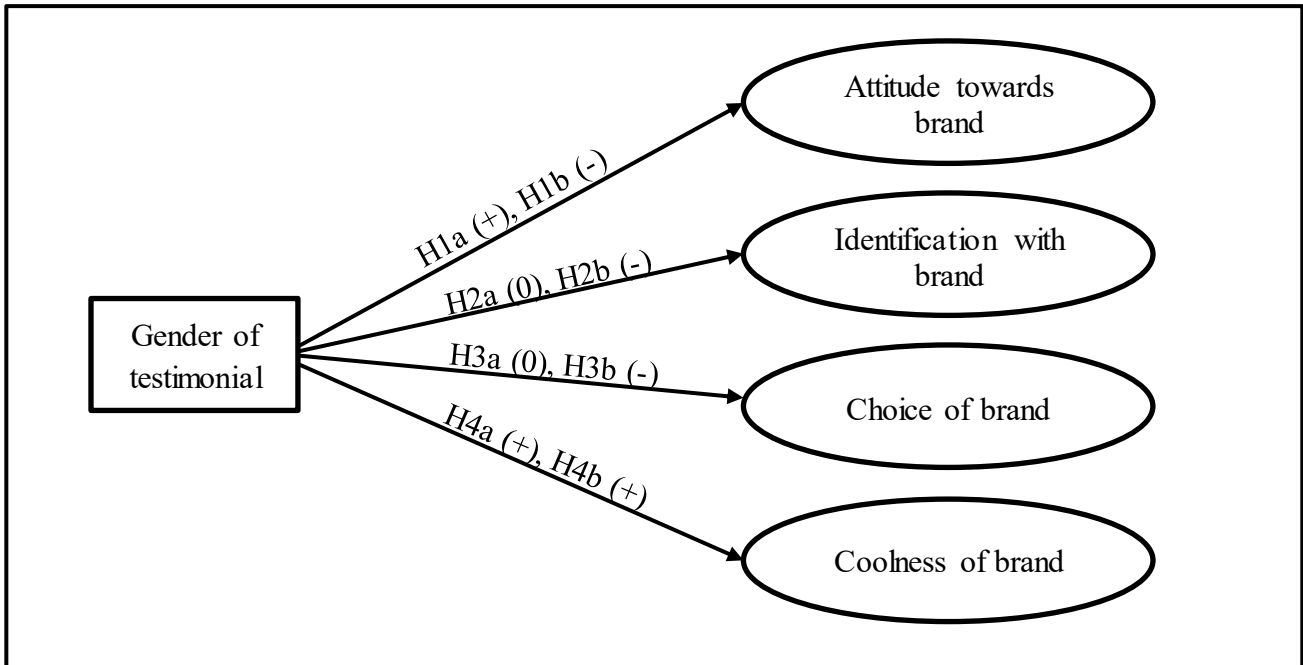 Attitude towards
brand
H1a (+), H1b (-)
Identification with
brand
H2a (0), H2b (-)
Gender of
testimonial
H3a (0), H3b (-)
Choice of brand
H4a (+), H4b (+)
Coolness of brand